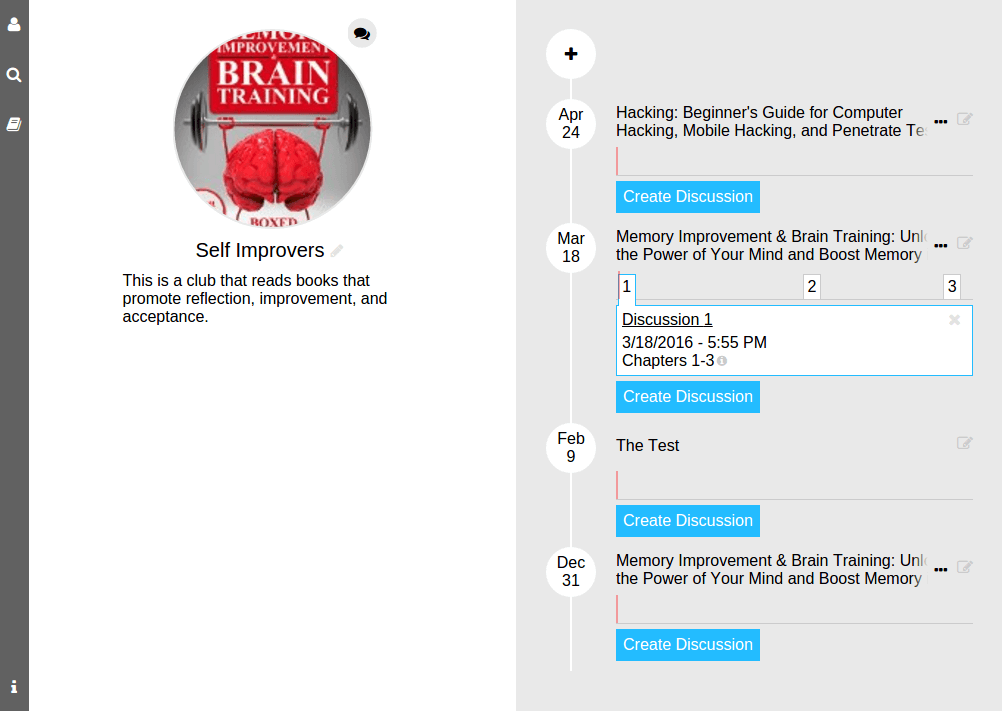 MEMORY
IMPROVEMENT
&
BRAIN
TRAINING
BOXED
Self Improvers
This is a club that reads books that
promote reflection, improvement, and
acceptance.
+
Apr
24
Hacking: Beginner's Guide for Computer
Hacking, Mobile Hacking, and Penetrate Te
...
Create Discussion
Mar
18
Memory Improvement & Brain Training: Unl
the Power of Your Mind and Boost Memory
...
1 2 3
Discussion 1
3/18/2016 - 5:55 PM
Chapters 1-3
Create Discussion
Feb
9
The Test
Create Discussion
Dec
31
Memory Improvement & Brain Training: Unl
the Power of Your Mind and Boost Memory
...
Create Discussion